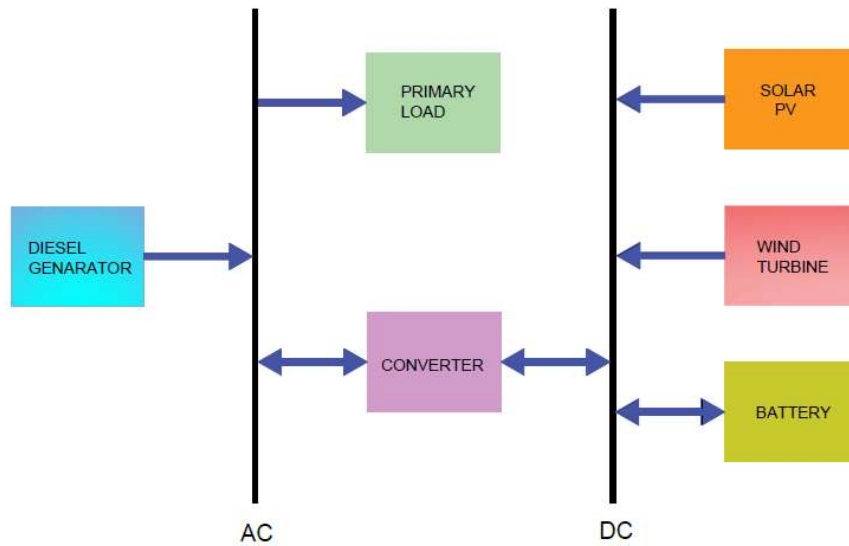 PRIMARY
LOAD
SOLAR
PV
DIESEL
GENARATOR
WIND
TURBINE
CONVERTER
BATTERY
AC
DC